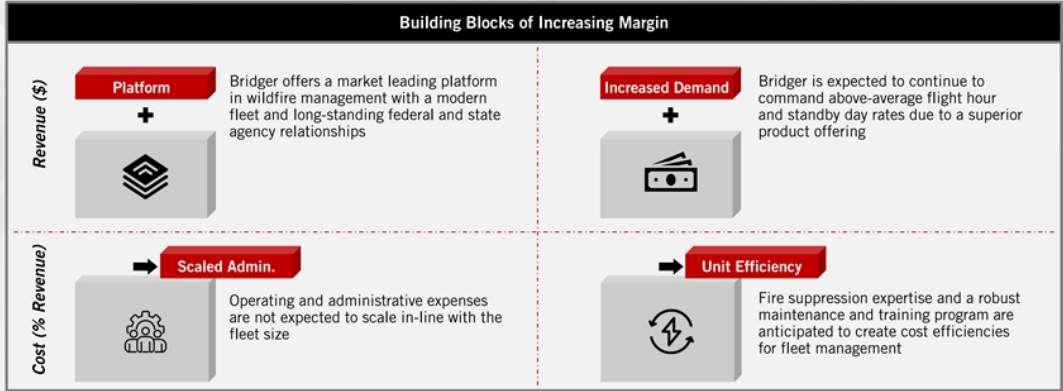 Building Blocks of Increasing Margin
Revenue ($)
Platform
+
Bridger offers a market leading platform
in wildfire management with a modern
fleet and long-standing federal and state
agency relationships
Increased Demand
+
Bridger is expected to continue to
command above-average flight hour
and standby day rates due to a superior
product offering
Cost (% Revenue)
Scaled Admin.
Operating and administrative expenses
are not expected to scale in-line with the
fleet size
Unit Efficiency
Fire suppression expertise and a robust
maintenance and training program are
anticipated to create cost efficiencies
for fleet management